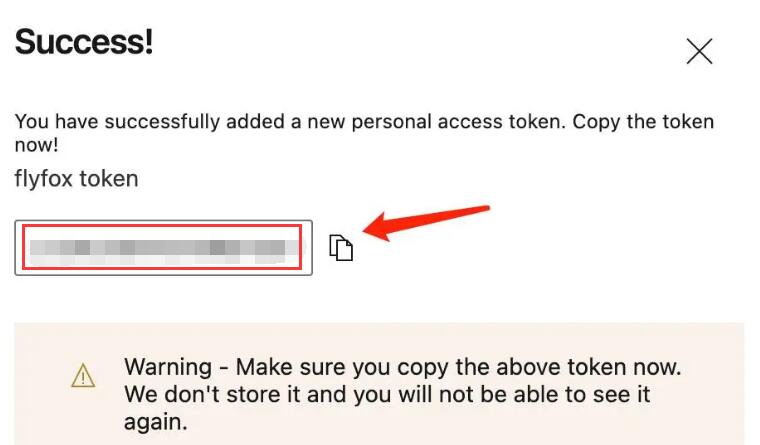 Success!
You have successfully added a new personal access token. Copy the token
now!
flyfox token
Warning - Make sure you copy the above token now.
We don't store it and you will not be able to see it
again.